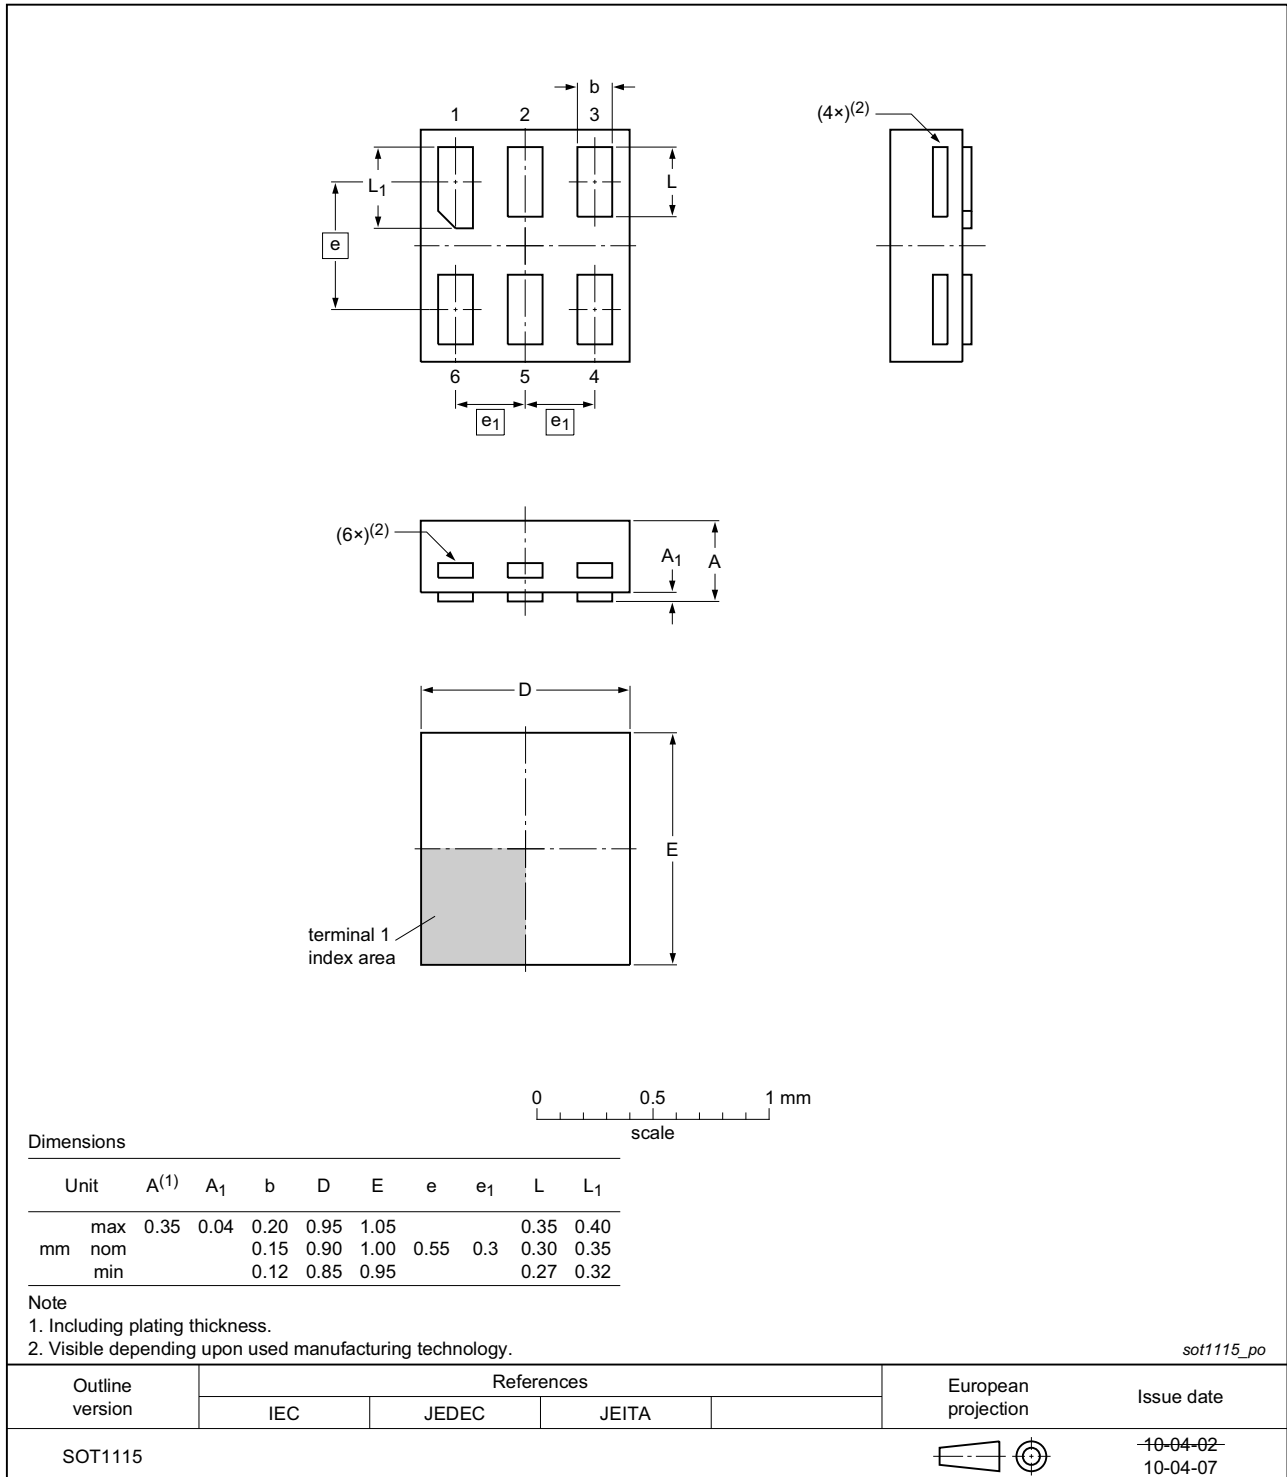 b
1 2 3
(4×)(2)
L1
L
e
6 5 4
e1 e1
(6×)(2)
A1 A
D
E
terminal 1
index area
0 0.5 1 mm
scale
Dimensions
Unit A(1) A1 b D E e e1 L L1
max 0.35 0.04 0.20 0.95 1.05 0.35 0.40
mm nom 0.15 0.90 1.00 0.55 0.3 0.30 0.35
min 0.12 0.85 0.95 0.27 0.32
Note
1. Including plating thickness.
2. Visible depending upon used manufacturing technology.
sot1115_po
Outline
version
References
IEC JEDEC JEITA
European
projection
Issue date
SOT1115
10-04-02
10-04-07